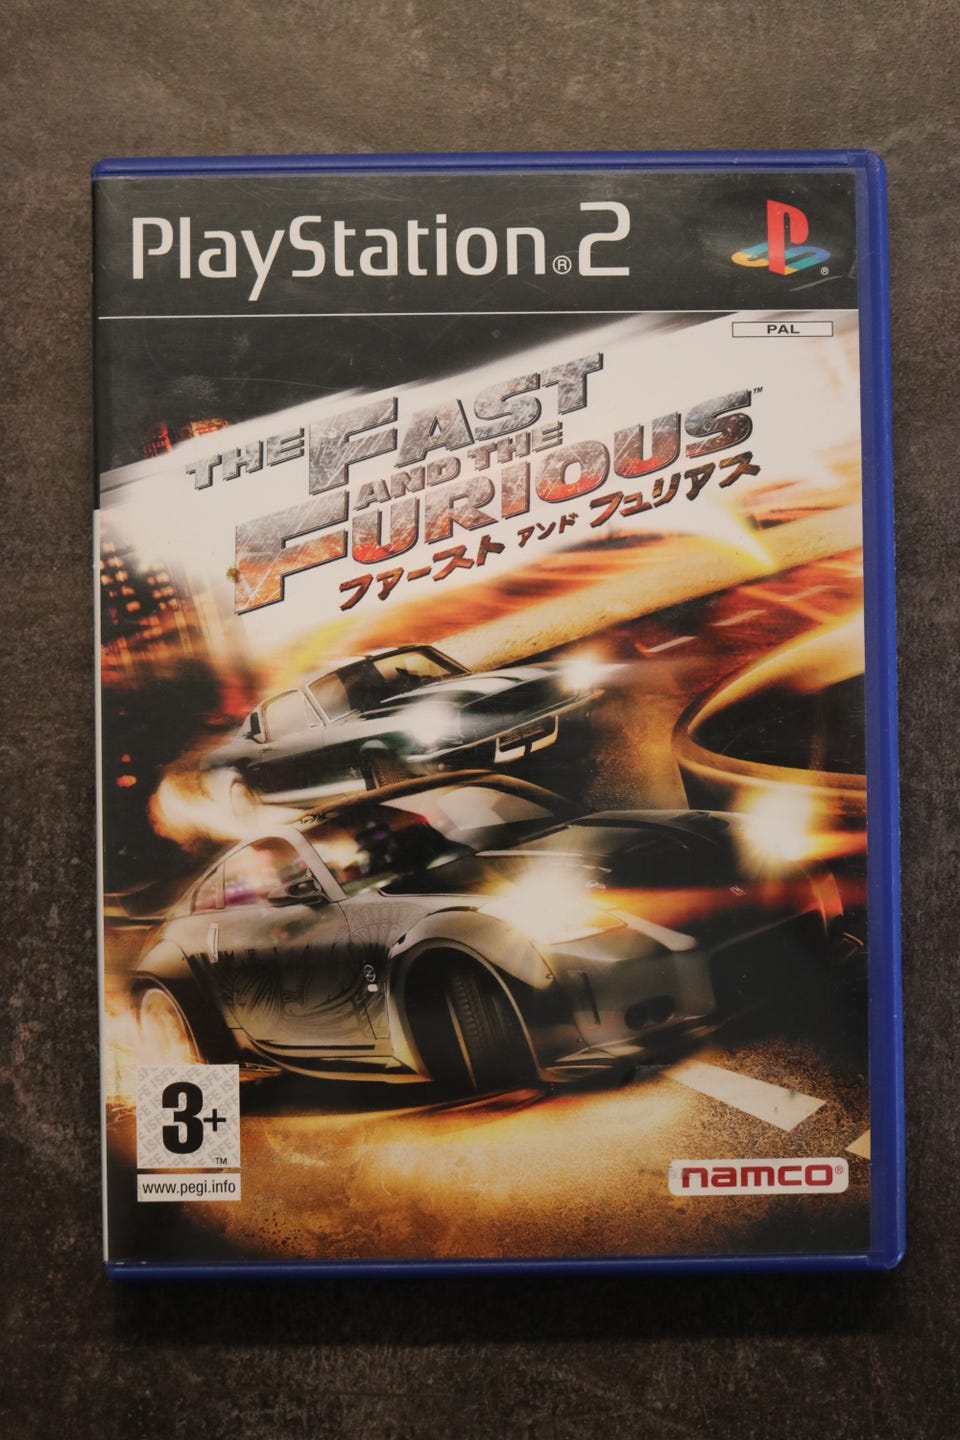 PlayStation®2
PAL
THE FAST
AND THE
FURIOUS™
ファースト アンド フュリアス
3+
TM
www.pegi.info
namco®